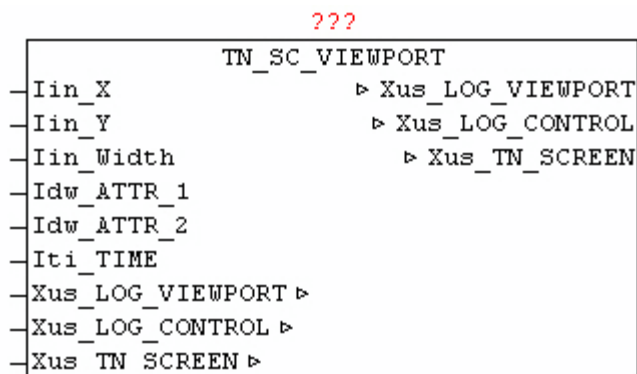 ???
TN_SC_VIEWPORT
Iin_X ▷ Xus_LOG_VIEWPORT
Iin_Y ▷ Xus_LOG_CONTROL
Iin_Width ▷ Xus_TN_SCREEN
Idw_ATTR_1
Idw_ATTR_2
Iti_TIME
Xus_LOG_VIEWPORT ▷
Xus_LOG_CONTROL ▷
Xus_TN_SCREEN ▷